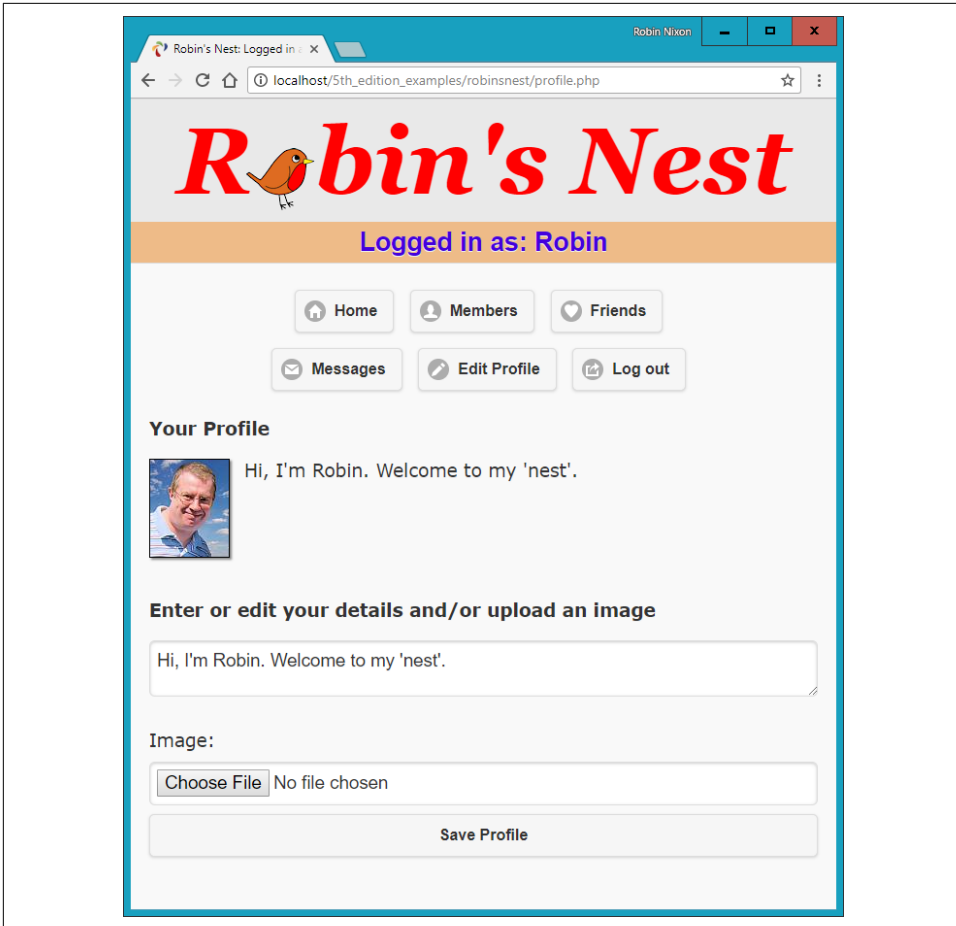 Robin Nixon
Robin's Nest: Logged in a
localhost/5th_edition_examples/robinsnest/profile.php
Robin's Nest
Logged in as: Robin
Home Members Friends
Messages Edit Profile Log out
Your Profile
Hi, I'm Robin. Welcome to my 'nest'.
Enter or edit your details and/or upload an image
Hi, I'm Robin. Welcome to my 'nest'.
Image:
Choose File No file chosen
Save Profile